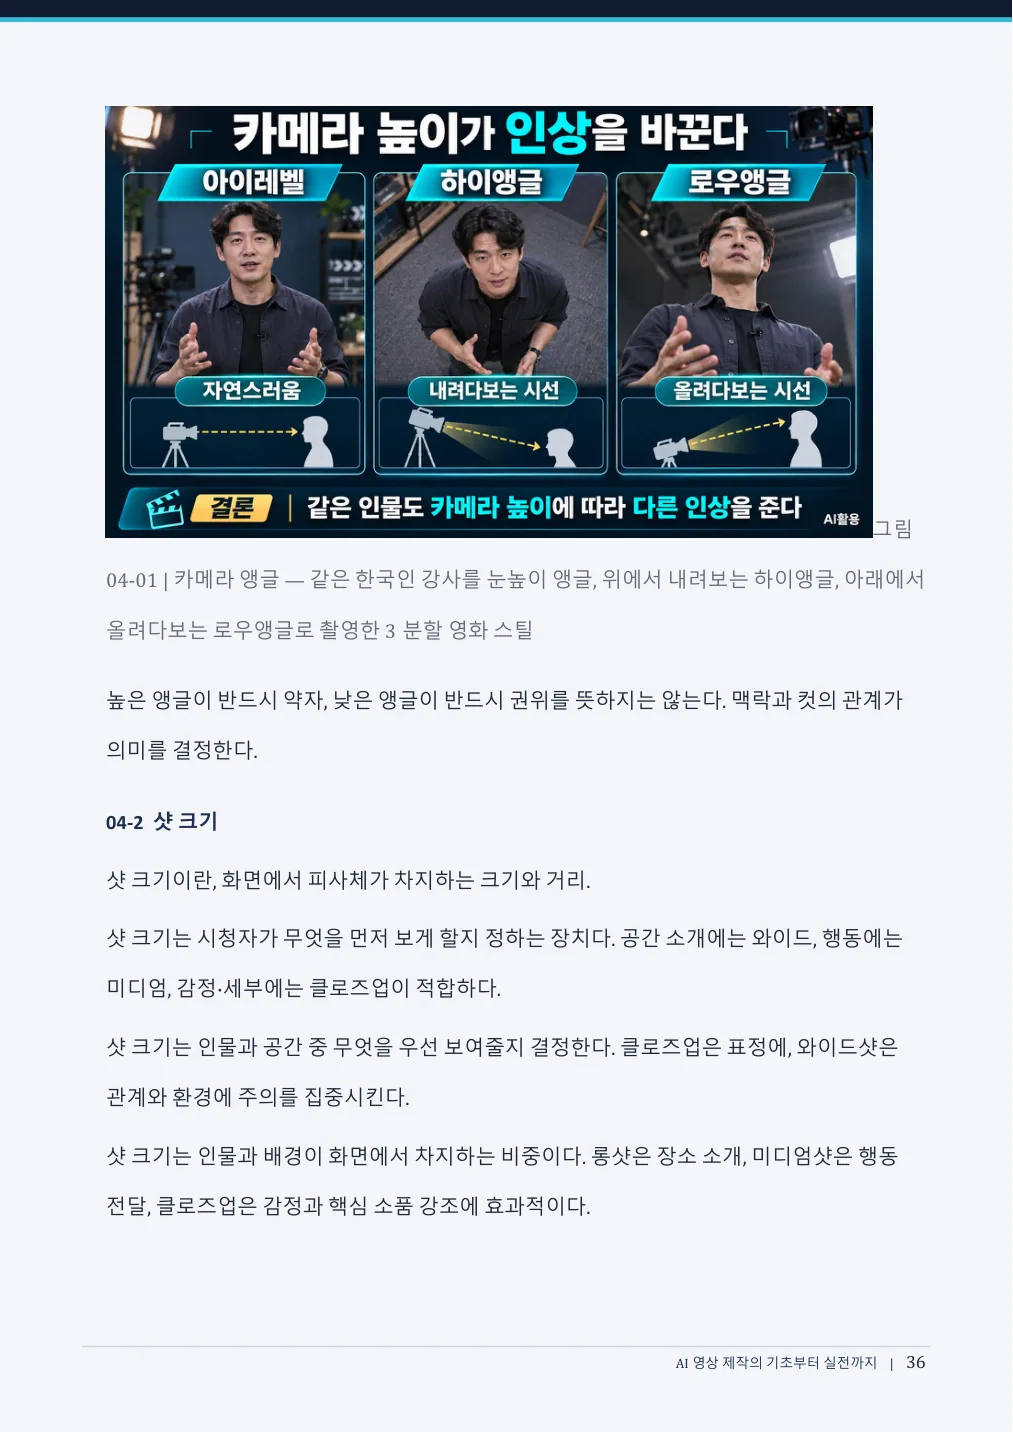 카메라 높이가 인상을 바꾼다
아이레벨
하이앵글
로우앵글
자연스러움
내려다보는 시선
올려다보는 시선
결론 | 같은 인물도 카메라 높이에 따라 다른 인상을 준다
AI활용
그림
04-01 | 카메라 앵글 — 같은 한국인 강사를 눈높이 앵글, 위에서 내려보는 하이앵글, 아래에서
올려다보는 로우앵글로 촬영한 3 분할 영화 스틸
높은 앵글이 반드시 약자, 낮은 앵글이 반드시 권위를 뜻하지는 않는다. 맥락과 컷의 관계가
의미를 결정한다.
04-2 샷 크기
샷 크기이란, 화면에서 피사체가 차지하는 크기와 거리.
샷 크기는 시청자가 무엇을 먼저 보게 할지 정하는 장치다. 공간 소개에는 와이드, 행동에는
미디엄, 감정·세부에는 클로즈업이 적합하다.
샷 크기는 인물과 공간 중 무엇을 우선 보여줄지 결정한다. 클로즈업은 표정에, 와이드샷은
관계와 환경에 주의를 집중시킨다.
샷 크기는 인물과 배경이 화면에서 차지하는 비중이다. 롱샷은 장소 소개, 미디엄샷은 행동
전달, 클로즈업은 감정과 핵심 소품 강조에 효과적이다.
AI 영상 제작의 기초부터 실전까지 | 36